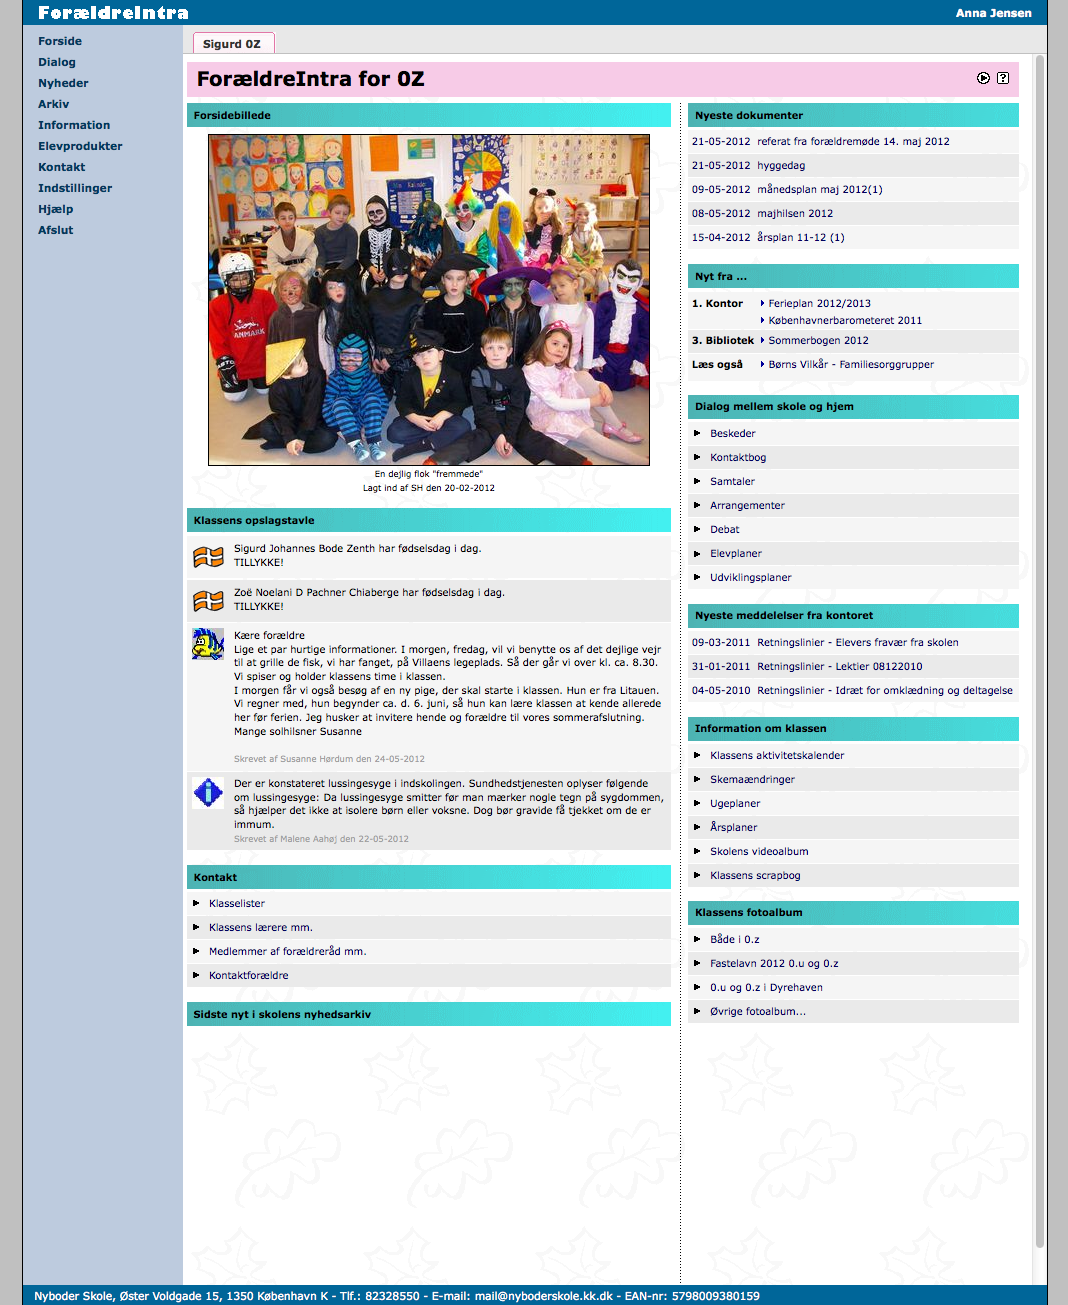 ForældreIntra
Anna Jensen
Forside
Dialog
Nyheder
Arkiv
Information
Elevprodukter
Kontakt
Indstillinger
Hjælp
Afslut
Sigurd 0Z
ForældreIntra for 0Z
?
Forsidebillede
DANMARK
En dejlig flok "fremmede"
Lagt ind af SH den 20-02-2012
Klassens opslagstavle
Sigurd Johannes Bode Zenth har fødselsdag i dag.
TILLYKKE!
Zoë Noelani D Pachner Chiaberge har fødselsdag i dag.
TILLYKKE!
Kære forældre
Lige et par hurtige informationer. I morgen, fredag, vil vi benytte os af det dejlige vejr
til at grille de fisk, vi har fanget, på Villaens legeplads. Så der går vi over kl. ca. 8.30.
Vi spiser og holder klassens time i klassen.
I morgen får vi også besøg af en ny pige, der skal starte i klassen. Hun er fra Litauen.
Vi regner med, hun begynder ca. d. 6. juni, så hun kan lære klassen at kende allerede
her før ferien. Jeg husker at invitere hende og forældre til vores sommerafslutning.
Mange solhilsner Susanne
Skrevet af Susanne Hørdum den 24-05-2012
Der er konstateret lussingesyge i indskolingen. Sundhedstjenesten oplyser følgende
om lussingesyge: Da lussingesyge smitter før man mærker nogle tegn på sygdommen,
så hjælper det ikke at isolere børn eller voksne. Dog bør gravide få tjekket om de er
immum.
Skrevet af Malene Aahøj den 22-05-2012
Kontakt
Klasselister
Klassens lærere mm.
Medlemmer af forældreråd mm.
Kontaktforældre
Sidste nyt i skolens nyhedsarkiv
Nyeste dokumenter
21-05-2012 referat fra forældremøde 14. maj 2012
21-05-2012 hyggedag
09-05-2012 månedsplan maj 2012(1)
08-05-2012 majhilsen 2012
15-04-2012 årsplan 11-12 (1)
Nyt fra ...
1. Kontor Ferieplan 2012/2013
Københavnerbarometeret 2011
3. Bibliotek Sommerbogen 2012
Læs også Børns Vilkår - Familiesorggrupper
Dialog mellem skole og hjem
Beskeder
Kontaktbog
Samtaler
Arrangementer
Debat
Elevplaner
Udviklingsplaner
Nyeste meddelelser fra kontoret
09-03-2011 Retningslinier - Elevers fravær fra skolen
31-01-2011 Retningslinier - Lektier 08122010
04-05-2010 Retningslinier - Idræt for omklædning og deltagelse
Information om klassen
Klassens aktivitetskalender
Skemaændringer
Ugeplaner
Årsplaner
Skolens videoalbum
Klassens scrapbog
Klassens fotoalbum
Både i 0.z
Fastelavn 2012 0.u og 0.z
0.u og 0.z i Dyrehaven
Øvrige fotoalbum...
Nyboder Skole, Øster Voldgade 15, 1350 København K - Tlf.: 82328550 - E-mail: mail@nyboderskole.kk.dk - EAN-nr: 5798009380159